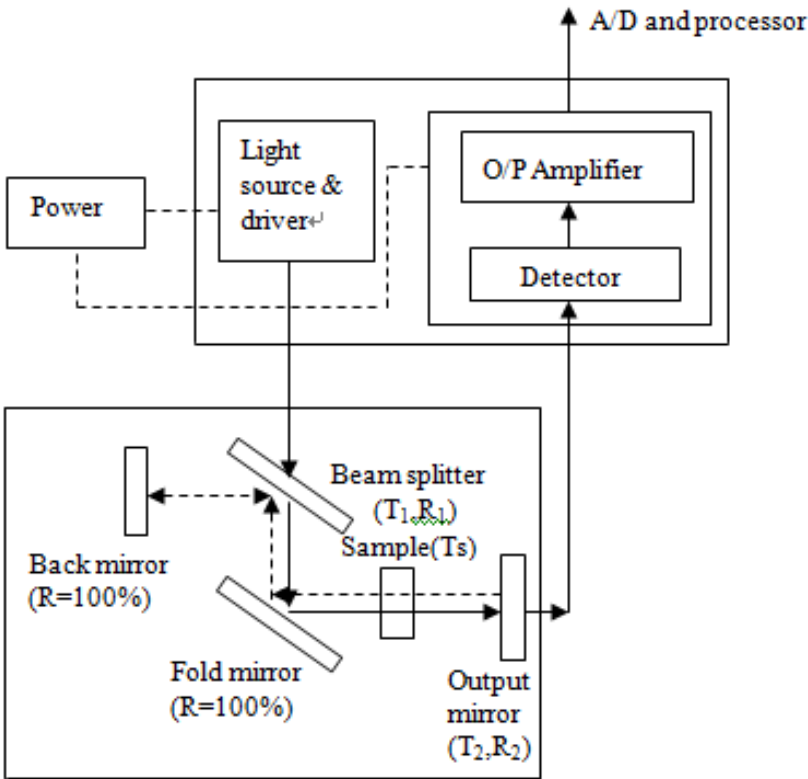 A/D and processor
Light
source &
driver↵
Power
O/P Amplifier
Detector
Beam splitter
(T₁,R₁)
Sample(Ts)
Back mirror
(R=100%)
Fold mirror
(R=100%)
Output
mirror
(T₂,R₂)